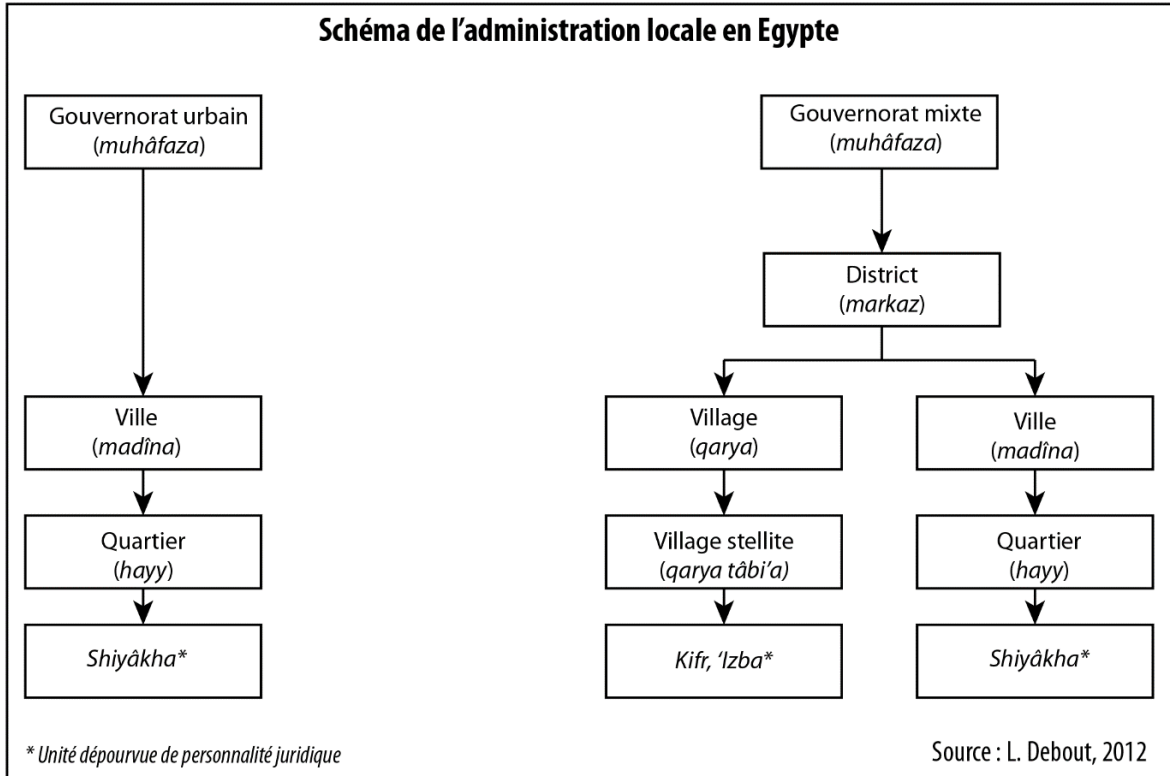 Schéma de l'administration locale en Egypte
Gouvernorat urbain
(muhâfaza)
Gouvernorat mixte
(muhâfaza)
District
(markaz)
Ville
(madîna)
Village
(qarya)
Ville
(madîna)
Quartier
(hayy)
Village stellite
(qarya tâbi'a)
Quartier
(hayy)
Shiyâkha*
Kifr, 'Izba*
Shiyâkha*
* Unité dépourvue de personnalité juridique
Source : L. Debout, 2012